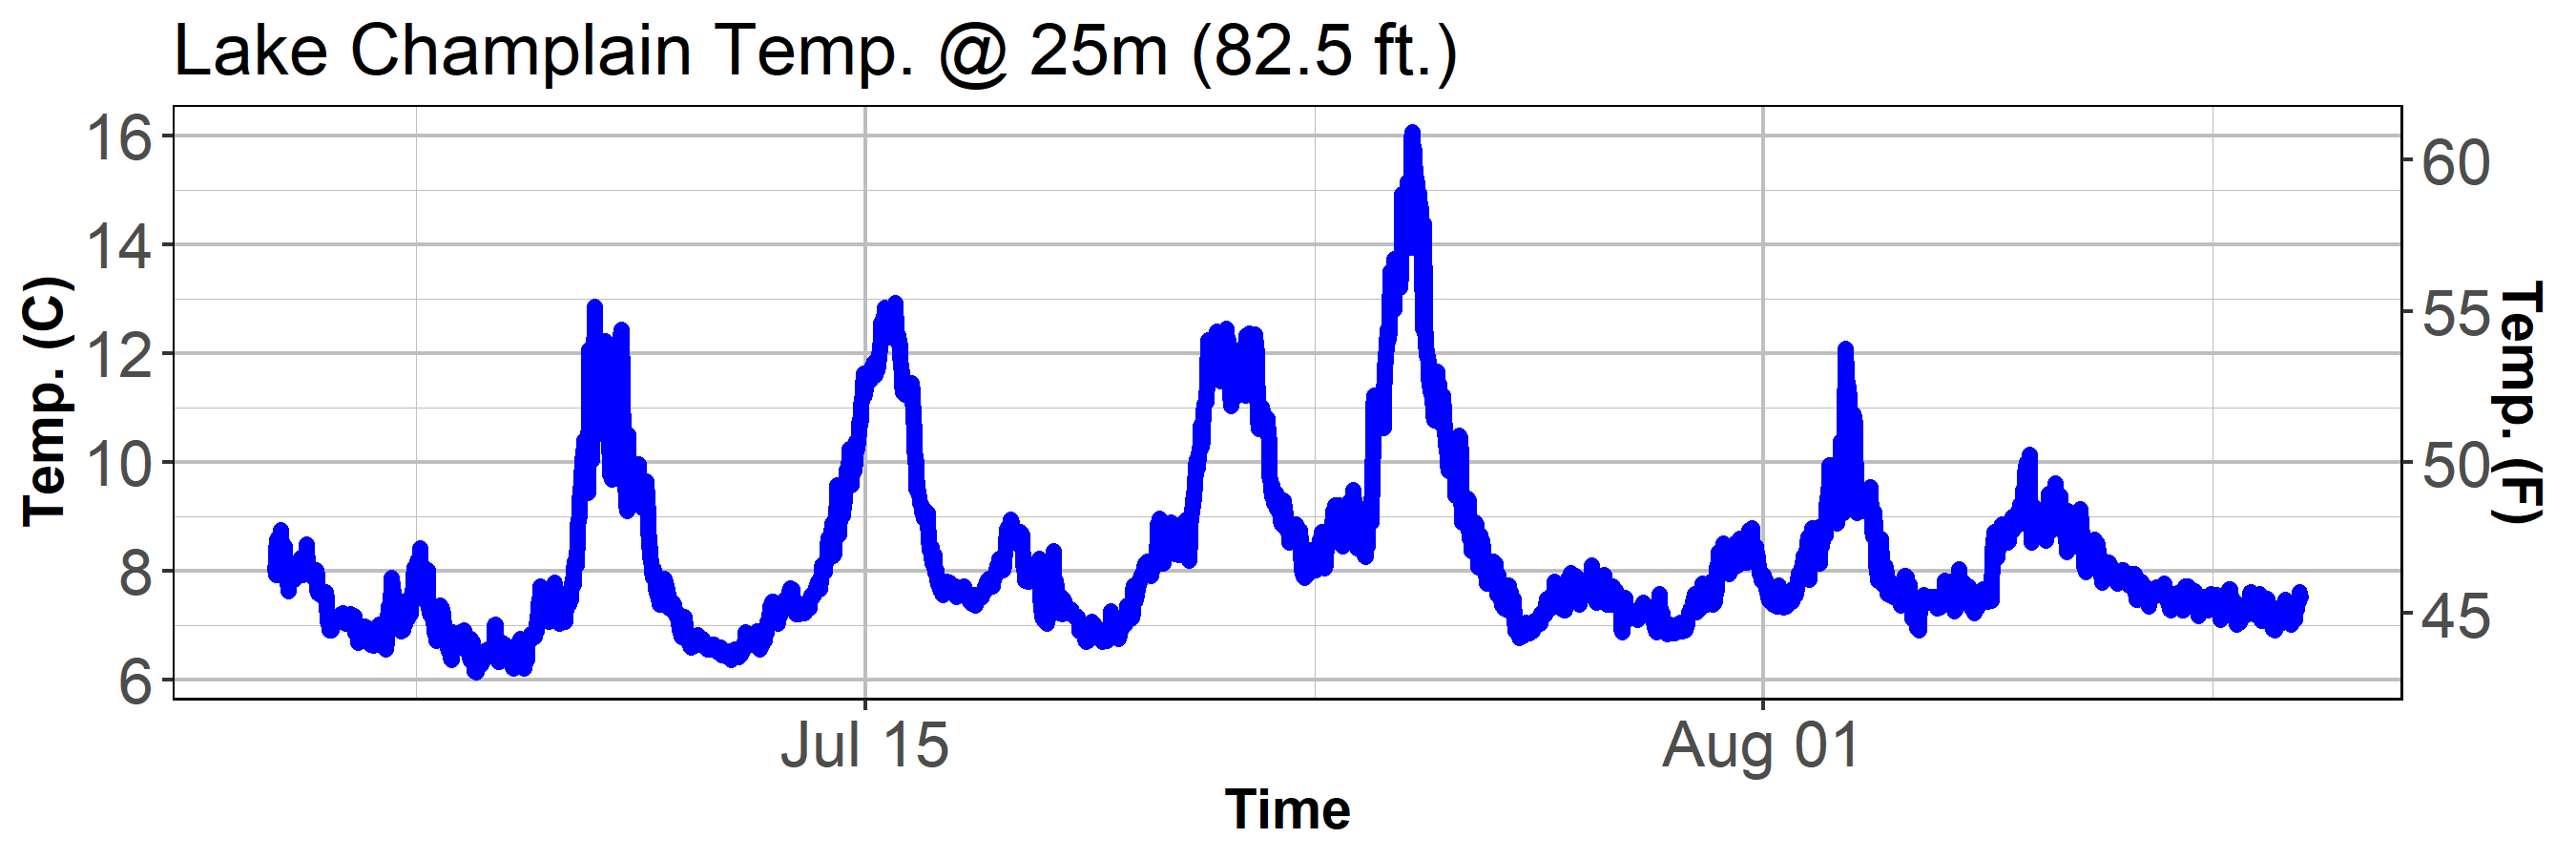 Lake Champlain Temp. @ 25m (82.5 ft.)
Temp. (C)
16
14
12
10
8
6
60
55
50
45
Temp. (F)
Jul 15
Aug 01
Time